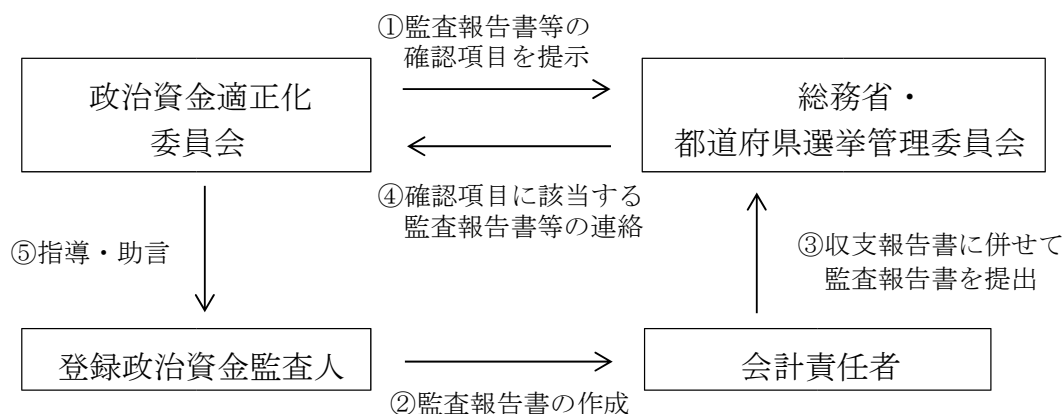 ①監査報告書等の
確認項目を提示
政治資金適正化
委員会
総務省・
都道府県選挙管理委員会
④確認項目に該当する
監査報告書等の連絡
⑤指導・助言
③収支報告書に併せて
監査報告書を提出
登録政治資金監査人
会計責任者
②監査報告書の作成